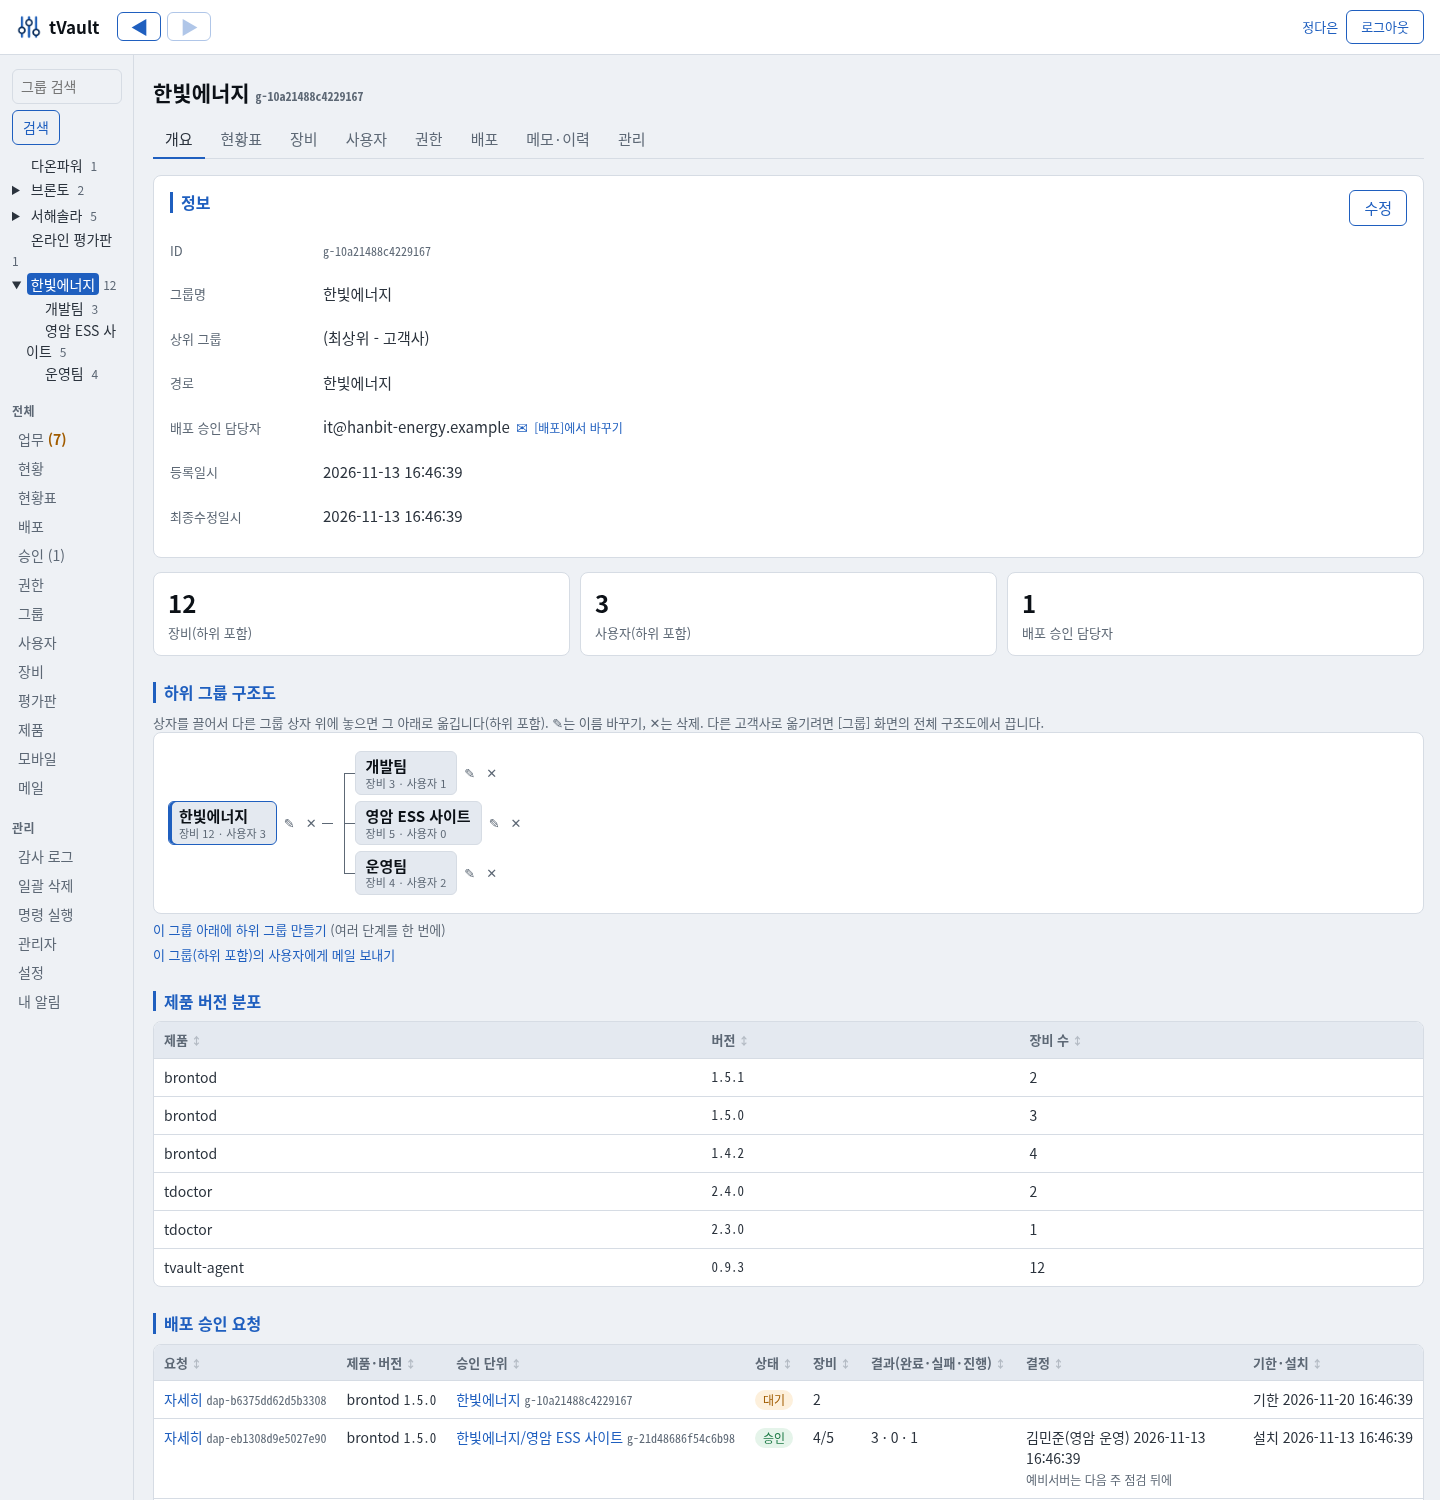 tVault ◀ ▶ 정다은 로그아웃
그룹 검색
검색
다온파워 1
▶ 브론토 2
▶ 서해솔라 5
온라인 평가판
1
▼ 한빛에너지 12
개발팀 3
영암 ESS 사
이트 5
운영팀 4
전체
업무 (7)
현황
현황표
배포
승인 (1)
권한
그룹
사용자
장비
평가판
제품
모바일
메일
관리
감사 로그
일괄 삭제
명령 실행
관리자
설정
내 알림
한빛에너지 g-10a21488c4229167
개요 현황표 장비 사용자 권한 배포 메모·이력 관리
정보 수정
ID g-10a21488c4229167
그룹명 한빛에너지
상위 그룹 (최상위 - 고객사)
경로 한빛에너지
배포 승인 담당자 it@hanbit-energy.example ✉ [배포]에서 바꾸기
등록일시 2026-11-13 16:46:39
최종수정일시 2026-11-13 16:46:39
12 3 1
장비(하위 포함) 사용자(하위 포함) 배포 승인 담당자
하위 그룹 구조도
상자를 끌어서 다른 그룹 상자 위에 놓으면 그 아래로 옮깁니다(하위 포함). ✎는 이름 바꾸기, ✕는 삭제. 다른 고객사로 옮기려면 [그룹] 화면의 전체 구조도에서 끕니다.
개발팀 ✎ ✕
장비 3 · 사용자 1
한빛에너지 ✎ ✕
장비 12 · 사용자 3
영암 ESS 사이트 ✎ ✕
장비 5 · 사용자 0
운영팀 ✎ ✕
장비 4 · 사용자 2
이 그룹 아래에 하위 그룹 만들기 (여러 단계를 한 번에)
이 그룹(하위 포함)의 사용자에게 메일 보내기
제품 버전 분포
제품 ↕ 버전 ↕ 장비 수 ↕
brontod 1.5.1 2
brontod 1.5.0 3
brontod 1.4.2 4
tdoctor 2.4.0 2
tdoctor 2.3.0 1
tvault-agent 0.9.3 12
배포 승인 요청
요청 ↕ 제품·버전 ↕ 승인 단위 ↕ 상태 ↕ 장비 ↕ 결과(완료·실패·진행) ↕ 결정 ↕ 기한·설치 ↕
자세히 dap-b6375dd62d5b3308 brontod 1.5.0 한빛에너지 g-10a21488c4229167 대기 2 기한 2026-11-20 16:46:39
자세히 dap-eb1308d9e5027e90 brontod 1.5.0 한빛에너지/영암 ESS 사이트 g-21d48686f54c6b98 승인 4/5 3 · 0 · 1 김민준(영암 운영) 2026-11-13 설치 2026-11-13 16:46:39
16:46:39
예비서버는 다음 주 점검 뒤에